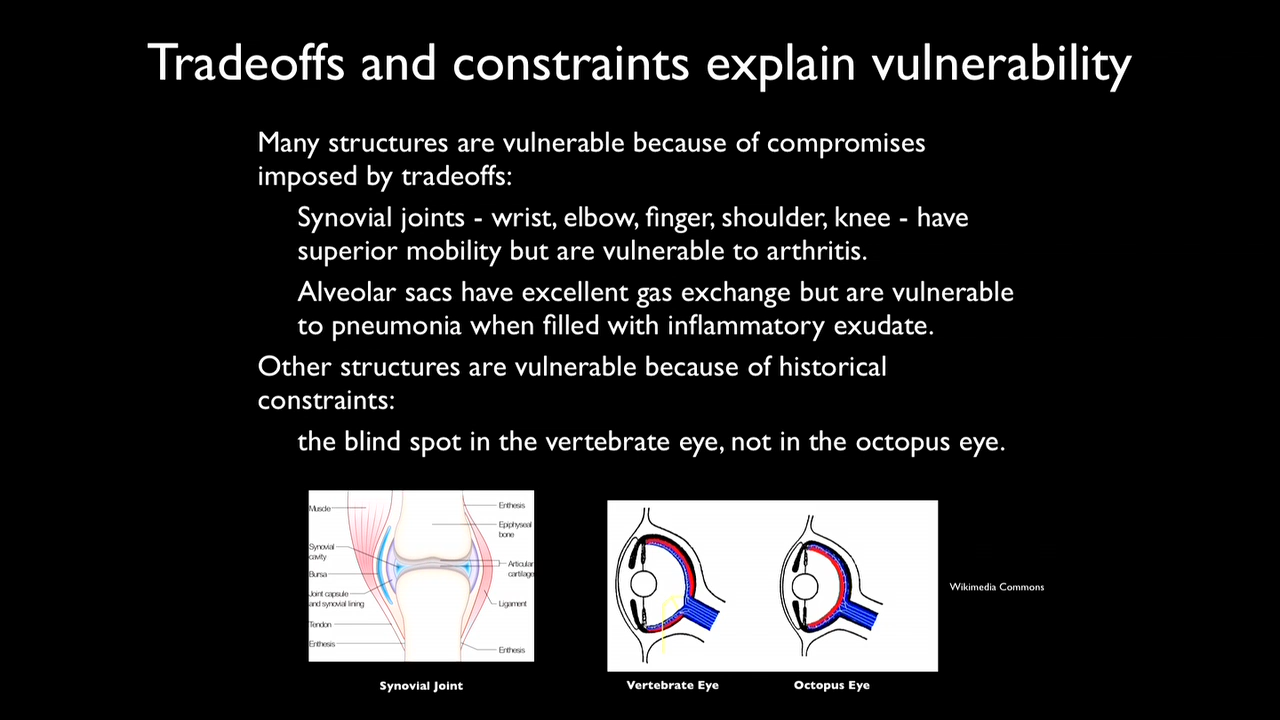 Tradeoffs and constraints explain vulnerability
Many structures are vulnerable because of compromises
imposed by tradeoffs:
Synovial joints - wrist, elbow, finger, shoulder, knee - have
superior mobility but are vulnerable to arthritis.
Alveolar sacs have excellent gas exchange but are vulnerable
to pneumonia when filled with inflammatory exudate.
Other structures are vulnerable because of historical
constraints:
the blind spot in the vertebrate eye, not in the octopus eye.
Muscle
Synovial
cavity
Bursa
Joint capsule
and synovial lining
Tendon
Enthesis
Enthesis
Epiphyseal
bone
Articular
cartilage
Ligament
Enthesis
Wikimedia Commons
Synovial Joint
Vertebrate Eye
Octopus Eye